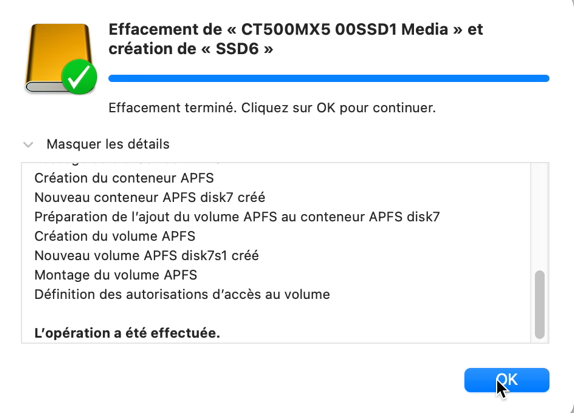 Effacement de « CT500MX5 00SSD1 Media » et
création de « SSD6 »
Effacement terminé. Cliquez sur OK pour continuer.
Masquer les détails
Création du conteneur APFS
Nouveau conteneur APFS disk7 créé
Préparation de l’ajout du volume APFS au conteneur APFS disk7
Création du volume APFS
Nouveau volume APFS disk7s1 créé
Montage du volume APFS
Définition des autorisations d’accès au volume
L’opération a été effectuée.
OK